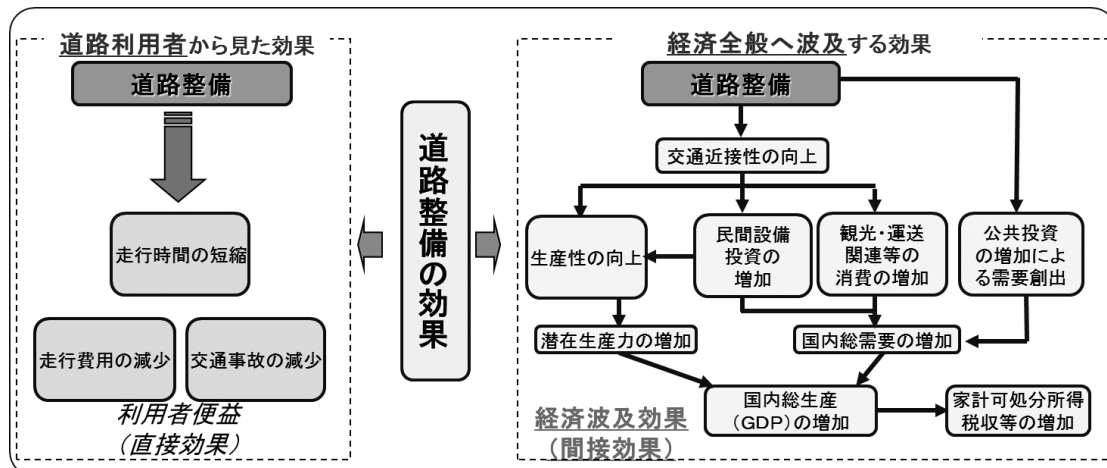 道路利用者から見た効果
道路整備
走行時間の短縮
走行費用の減少
交通事故の減少
利用者便益
(直接効果)
道路整備の効果
経済全般へ波及する効果
道路整備
交通近接性の向上
生産性の向上
民間設備
投資の
増加
観光・運送
関連等の
消費の増加
公共投資
の増加によ
る需要創出
潜在生産力の増加
国内総需要の増加
国内総生産
(GDP)の増加
家計可処分所得
税収等の増加
経済波及効果
(間接効果)